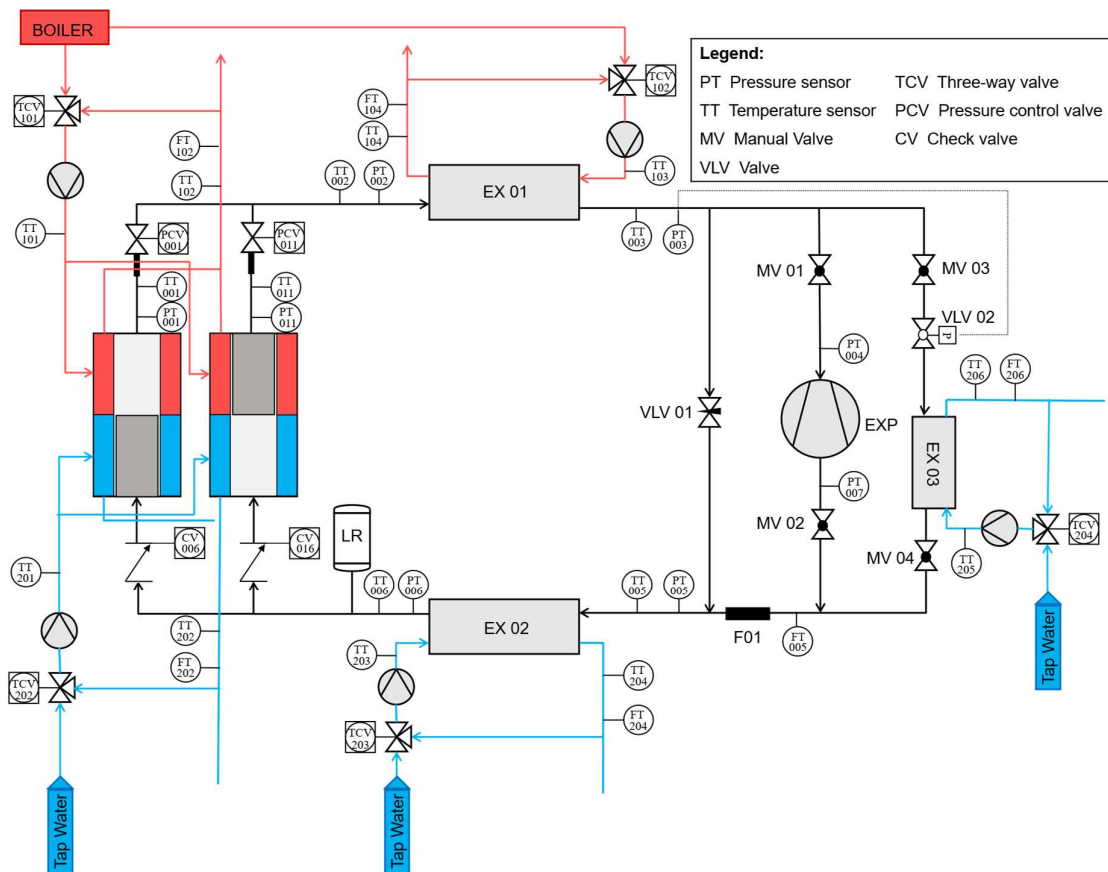 BOILER
Legend:
PT Pressure sensor
TCV Three-way valve
TT Temperature sensor
PCV Pressure control valve
MV Manual Valve
CV Check valve
VLV Valve
TCV
101
TCV
102
FT
104
TT
104
FT
102
TT
102
TT
103
TT
101
TT
002
PT
002
EX 01
PCV
001
PCV
011
TT
003
PT
003
TT
001
PT
001
TT
011
PT
011
MV 01
MV 03
VLV 02
P
PT
004
TT
206
FT
206
VLV 01
EXP
EX 03
PT
007
MV 02
TCV
204
TT
205
MV 04
CV
006
CV
016
LR
TT
201
TT
006
PT
006
EX 02
TT
005
PT
005
F01
FT
005
Tap Water
TT
202
FT
202
TCV
202
TT
203
TT
204
FT
204
TCV
203
Tap Water
Tap Water